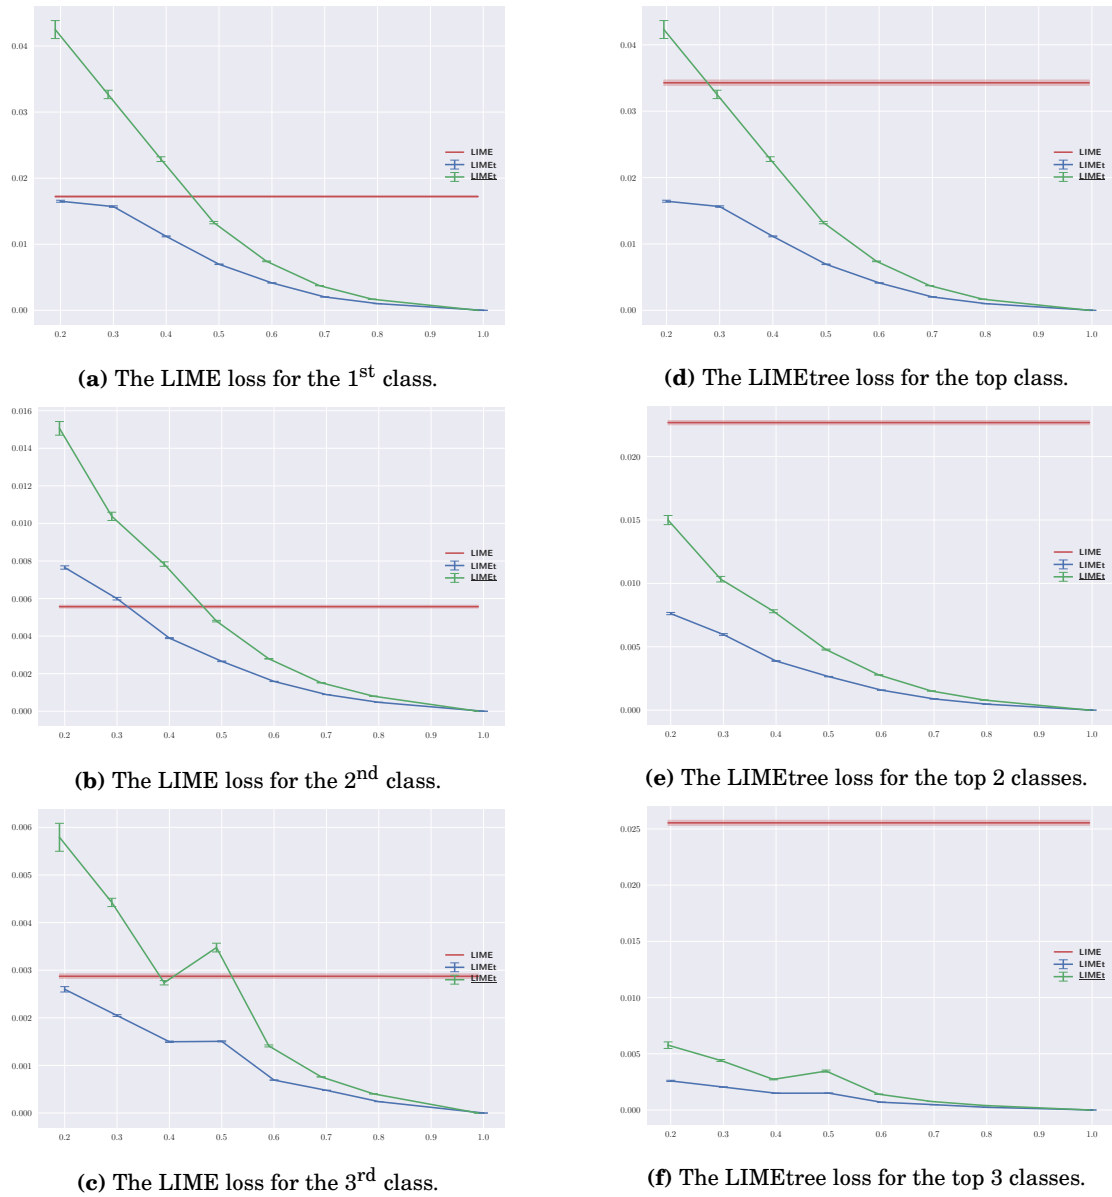 0.04
0.03
0.02
0.01
0.00
0.2 0.3 0.4 0.5 0.6 0.7 0.8 0.9 1.0
LIME
LIMEt
LIMEt
(a) The LIME loss for the 1st class.
0.04
0.03
0.02
0.01
0.00
0.2 0.3 0.4 0.5 0.6 0.7 0.8 0.9 1.0
LIME
LIMEt
LIMEt
(d) The LIMEtree loss for the top class.
0.016
0.014
0.012
0.010
0.008
0.006
0.004
0.002
0.000
0.2 0.3 0.4 0.5 0.6 0.7 0.8 0.9 1.0
LIME
LIMEt
LIMEt
(b) The LIME loss for the 2nd class.
0.020
0.015
0.010
0.005
0.000
0.2 0.3 0.4 0.5 0.6 0.7 0.8 0.9 1.0
LIME
LIMEt
LIMEt
(e) The LIMEtree loss for the top 2 classes.
0.006
0.005
0.004
0.003
0.002
0.001
0.000
0.2 0.3 0.4 0.5 0.6 0.7 0.8 0.9 1.0
LIME
LIMEt
LIMEt
(c) The LIME loss for the 3rd class.
0.025
0.020
0.015
0.010
0.005
0.000
0.2 0.3 0.4 0.5 0.6 0.7 0.8 0.9 1.0
LIME
LIMEt
LIMEt
(f) The LIMEtree loss for the top 3 classes.